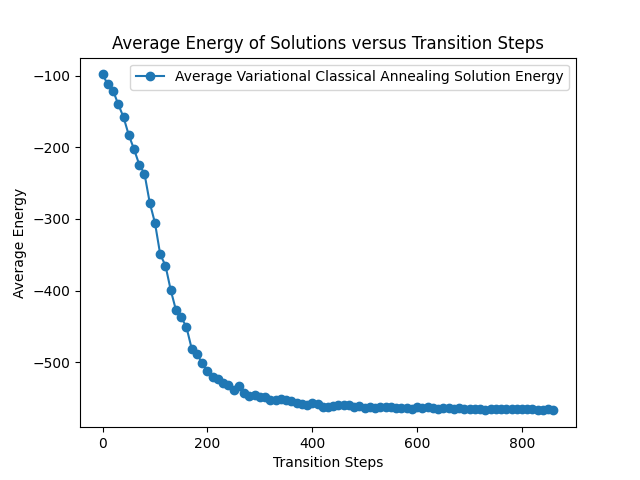 Average Energy of Solutions versus Transition Steps
Average Variational Classical Annealing Solution Energy
Average Energy
−100
−200
−300
−400
−500
0 200 400 600 800
Transition Steps